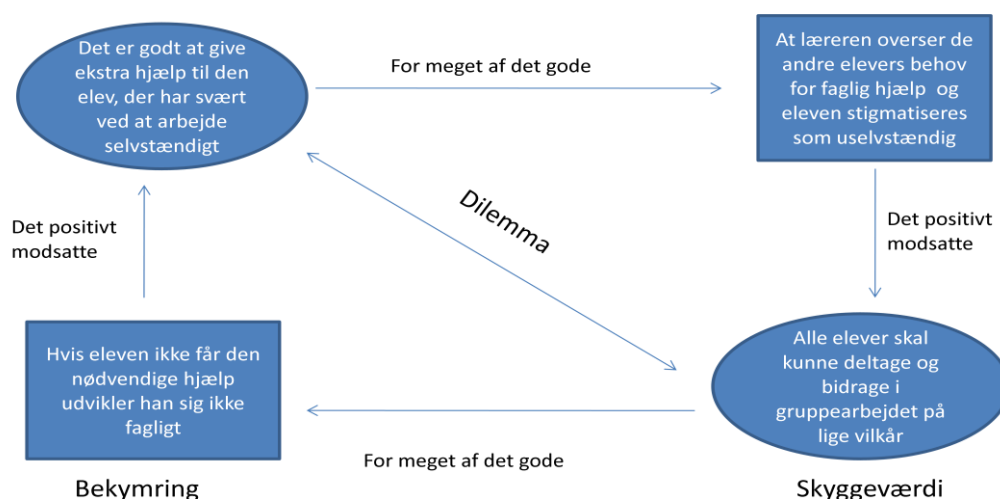 Det er godt at give
ekstra hjælp til den
elev, der har svært
ved at arbejde
selvstændigt
For meget af det gode
At læreren overser de
andre elevers behov
for faglig hjælp og
eleven stigmatiseres
som uselvstændig
Det positivt
modsatte
Dilemma
Det positivt
modsatte
Hvis eleven ikke får den
nødvendige hjælp
udvikler han sig ikke
fagligt
Alle elever skal
kunne deltage og
bidrage i
gruppearbejdet på
lige vilkår
For meget af det gode
Bekymring
Skyggeværdi